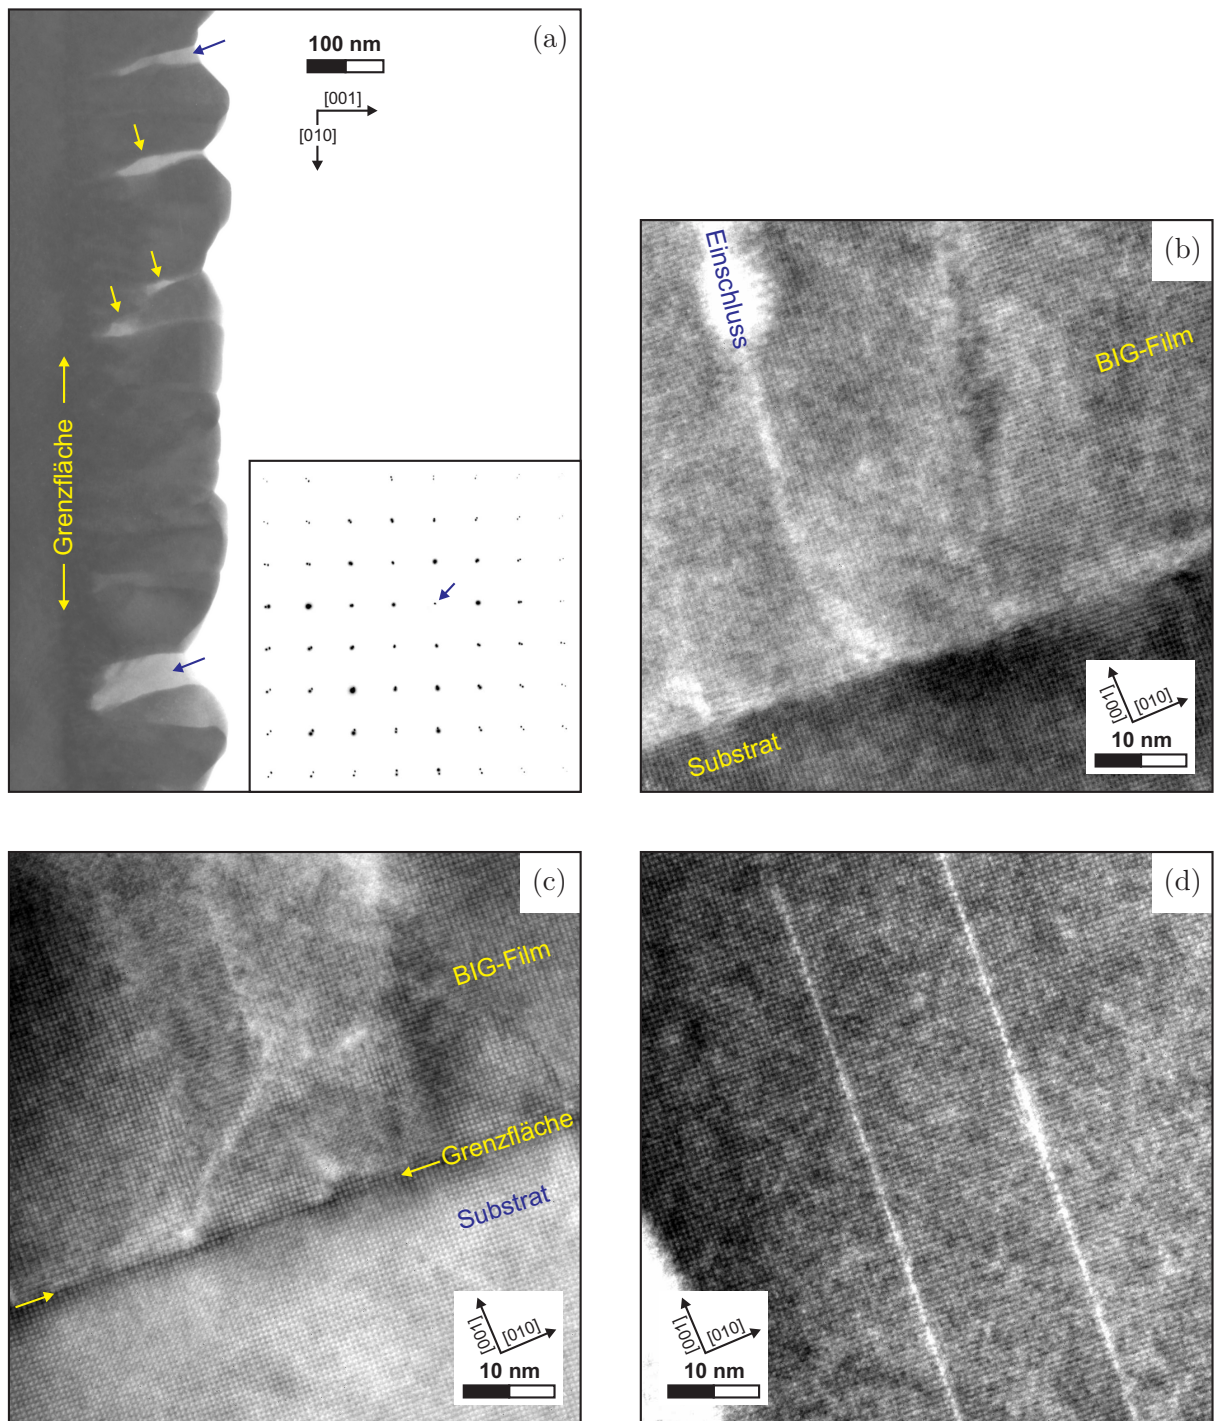 (a)
100 nm
[001]
[010]
Grenzfläche
(b)
Einschluss
BIG-Film
Substrat
[001]
[010]
10 nm
(c)
BIG-Film
Grenzfläche
Substrat
[001]
[010]
10 nm
(d)
[001]
[010]
10 nm